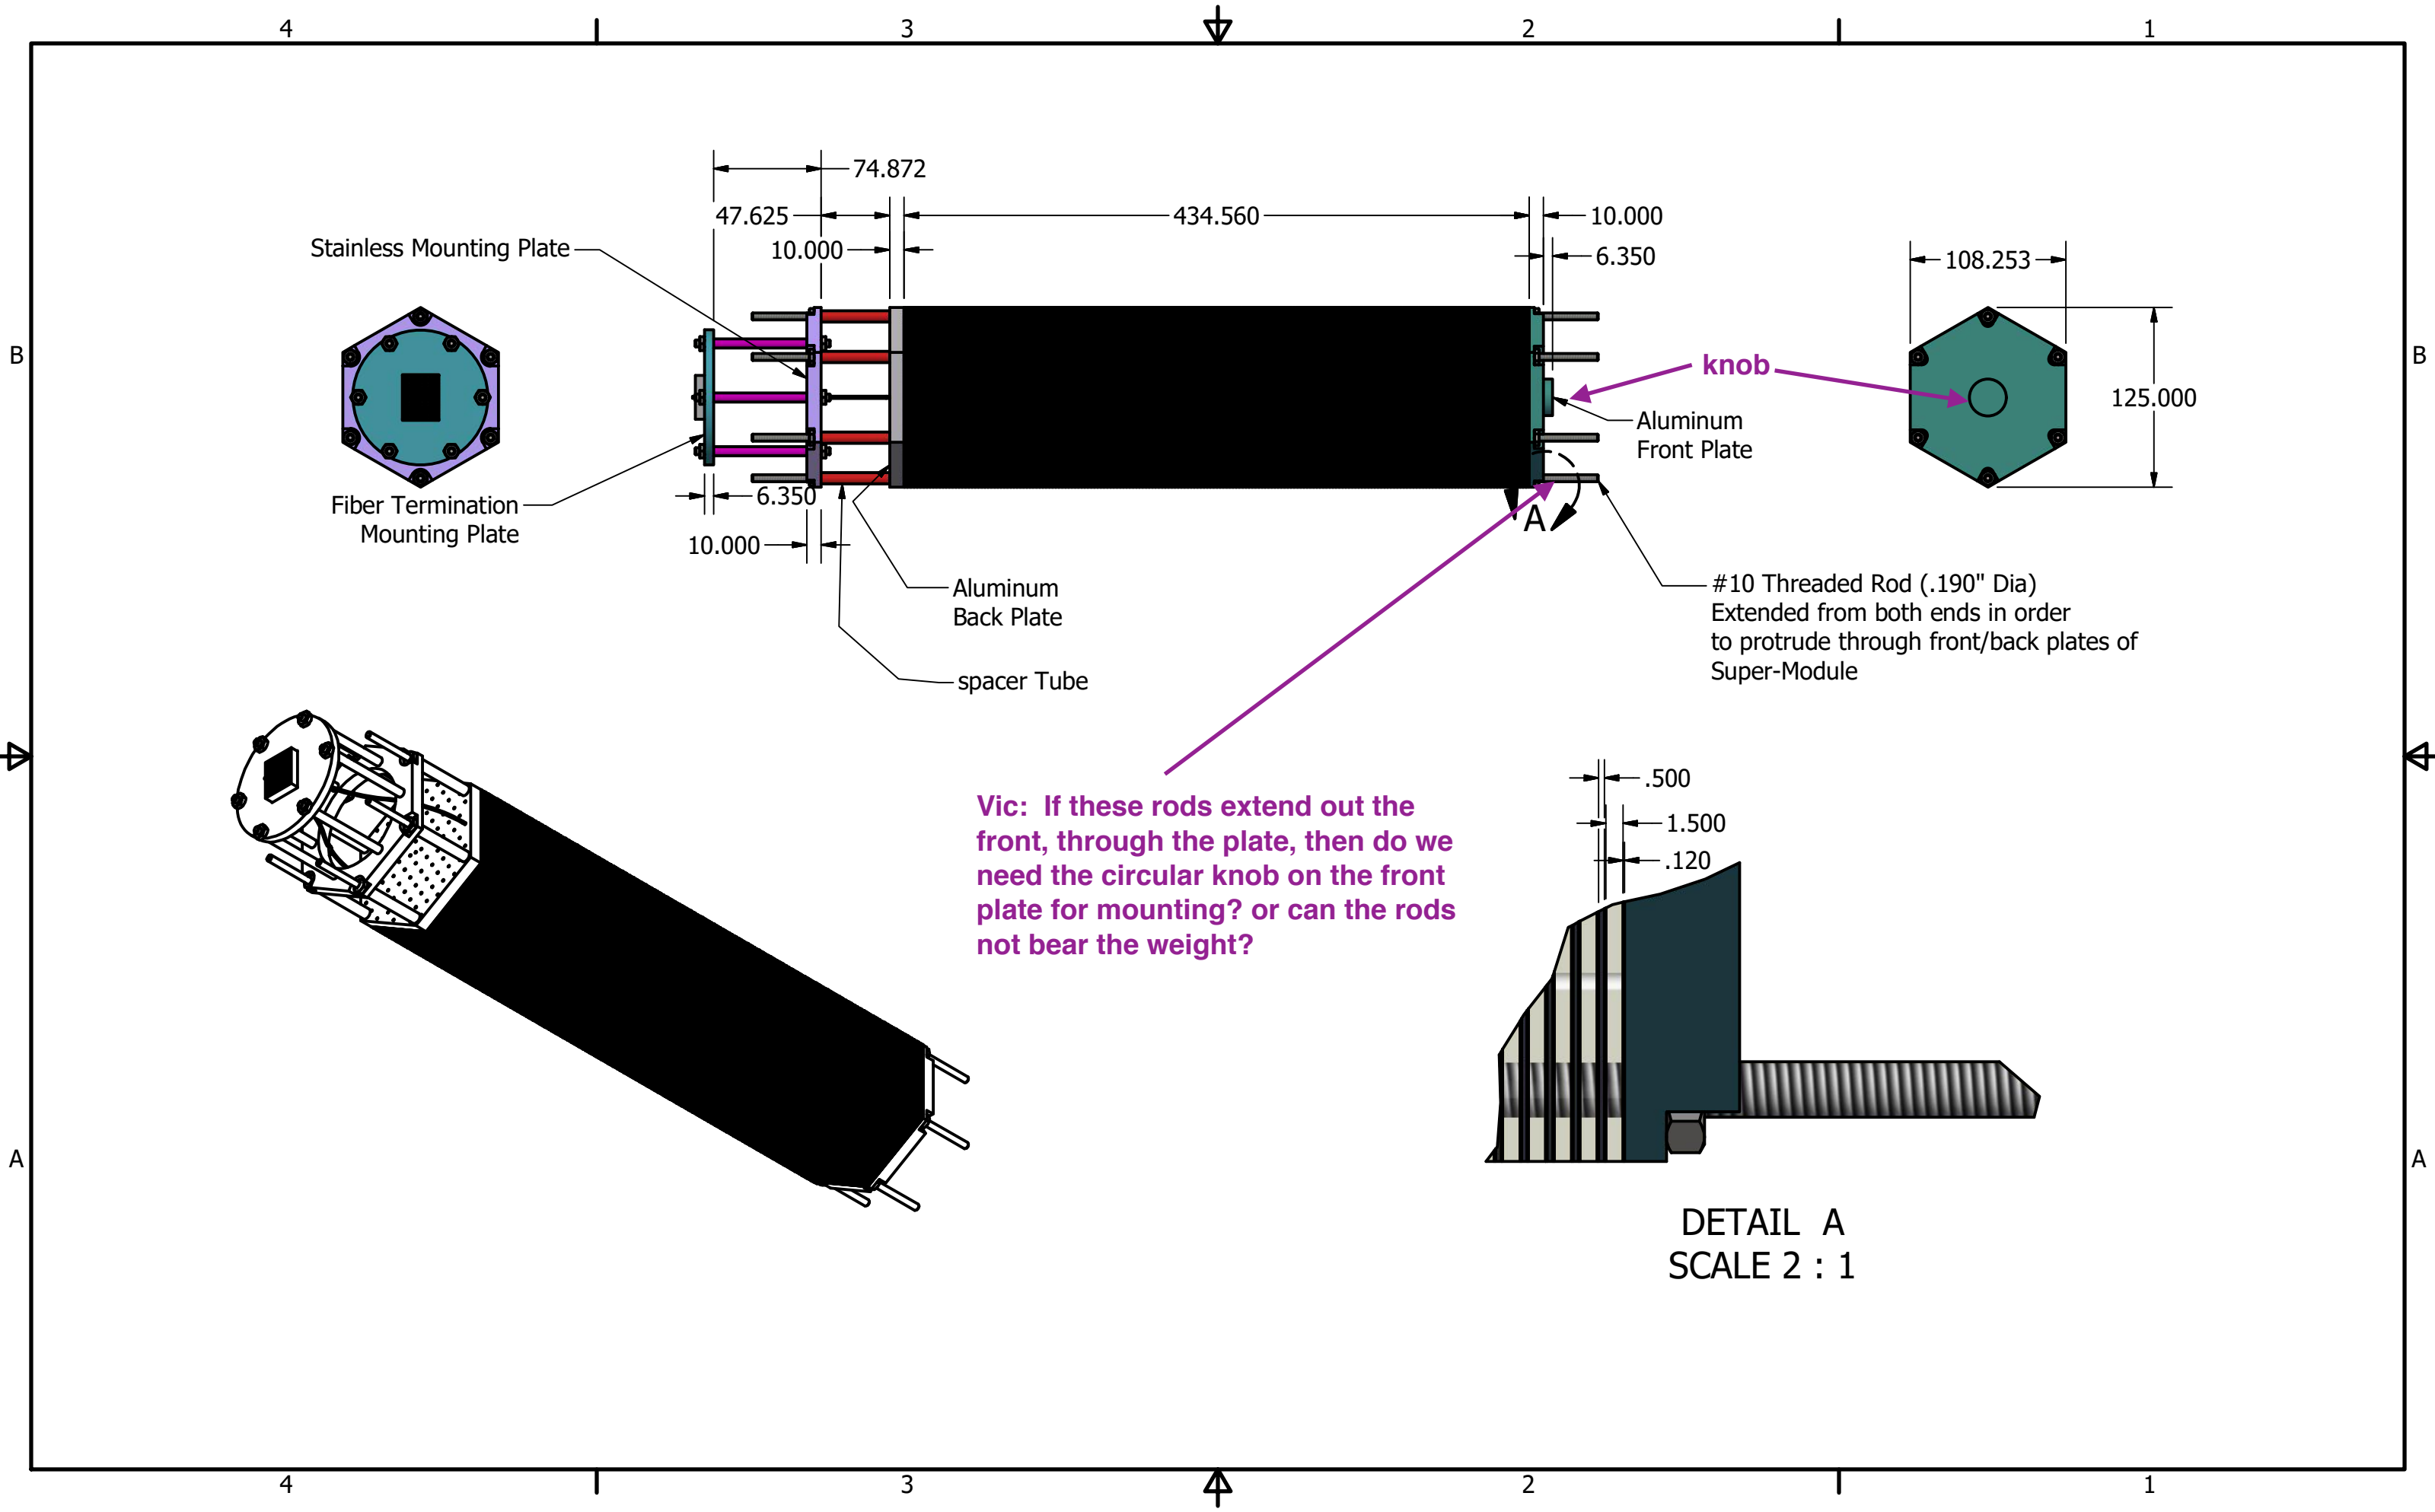 4 3 2 1
74.872
47.625 434.560 10.000
Stainless Mounting Plate 10.000 6.350 108.253
B B
knob
125.000
Aluminum
Front Plate
6.350
Fiber Termination
Mounting Plate
A
10.000
Aluminum
Back Plate
#10 Threaded Rod (.190" Dia)
Extended from both ends in order
to protrude through front/back plates of
Super-Module
spacer Tube
.500
Vic: If these rods extend out the
front, through the plate, then do we
need the circular knob on the front
plate for mounting? or can the rods
not bear the weight?
1.500
.120
A A
DETAIL A
SCALE 2 : 1
4 3 2 1